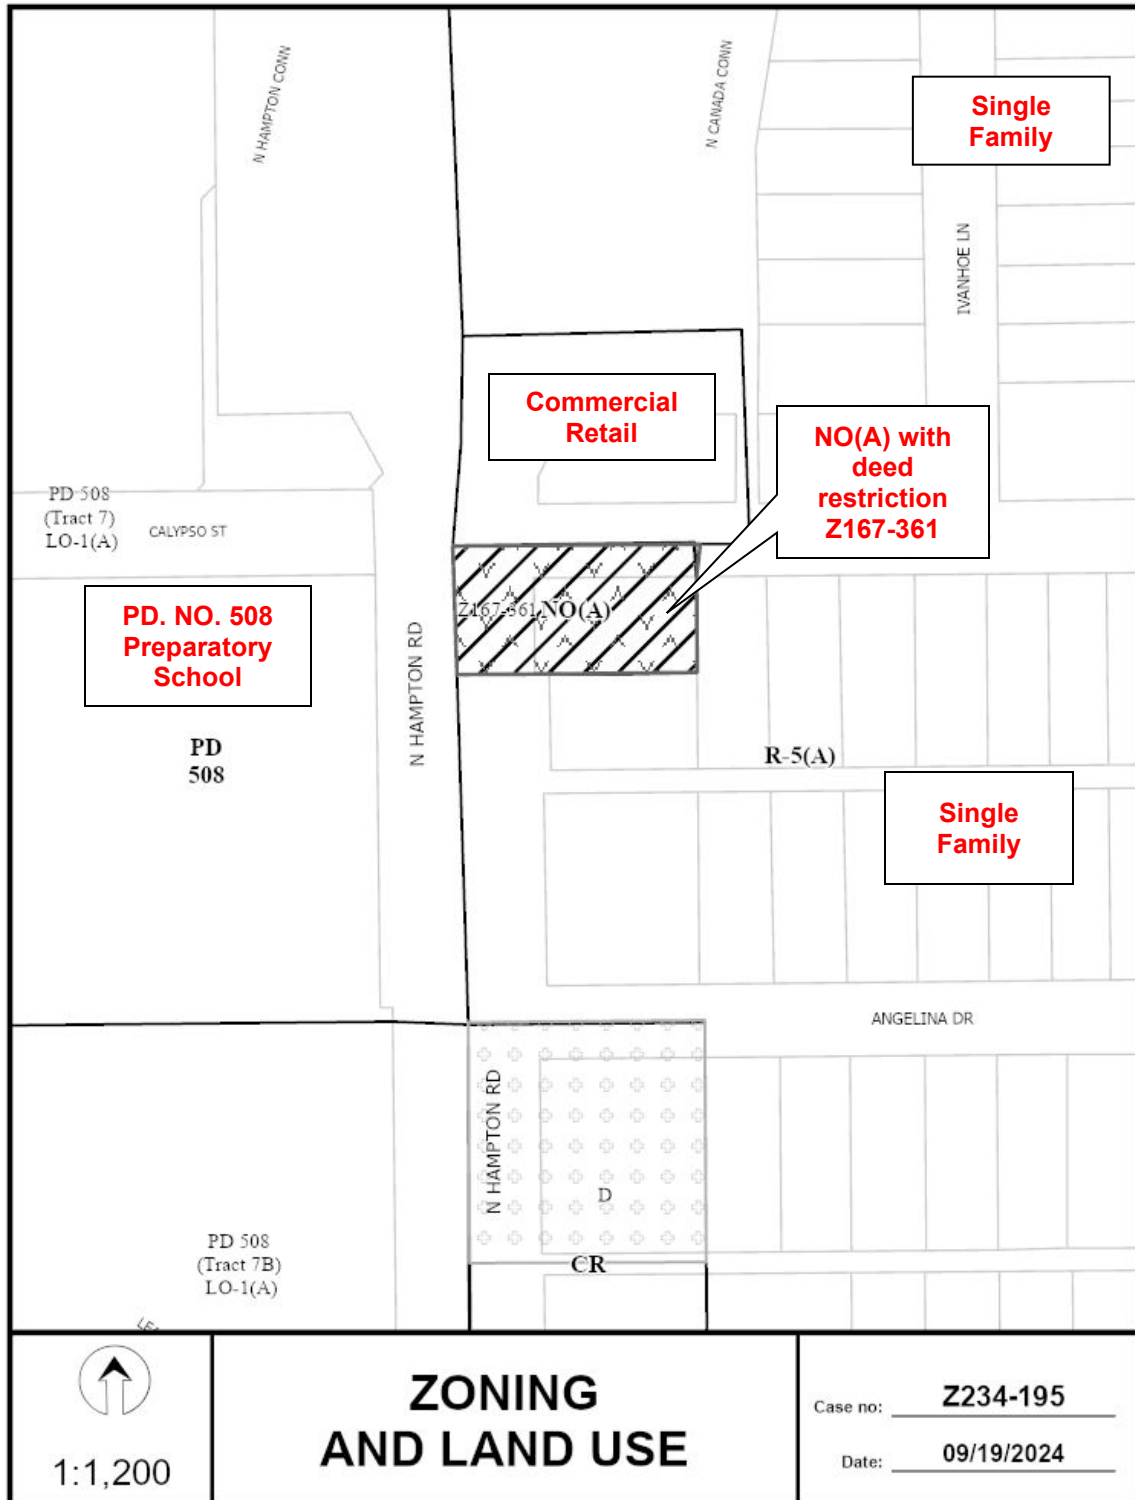 N HAMPTON CONN
N CANADA CONN
Single
Family
IVANHOE LN
Commercial
Retail
NO(A) with
deed
restriction
Z167-361
PD 508
(Tract 7)
LO-1(A)
CALYPSO ST
PD. NO. 508
Preparatory
School
Z167-361
NO(A)
N HAMPTON RD
PD
508
R-5(A)
Single
Family
ANGELINA DR
N HAMPTON RD
D
PD 508
(Tract 7B)
LO-1(A)
CR
1:1,200
ZONING
AND LAND USE
Case no: Z234-195
Date: 09/19/2024